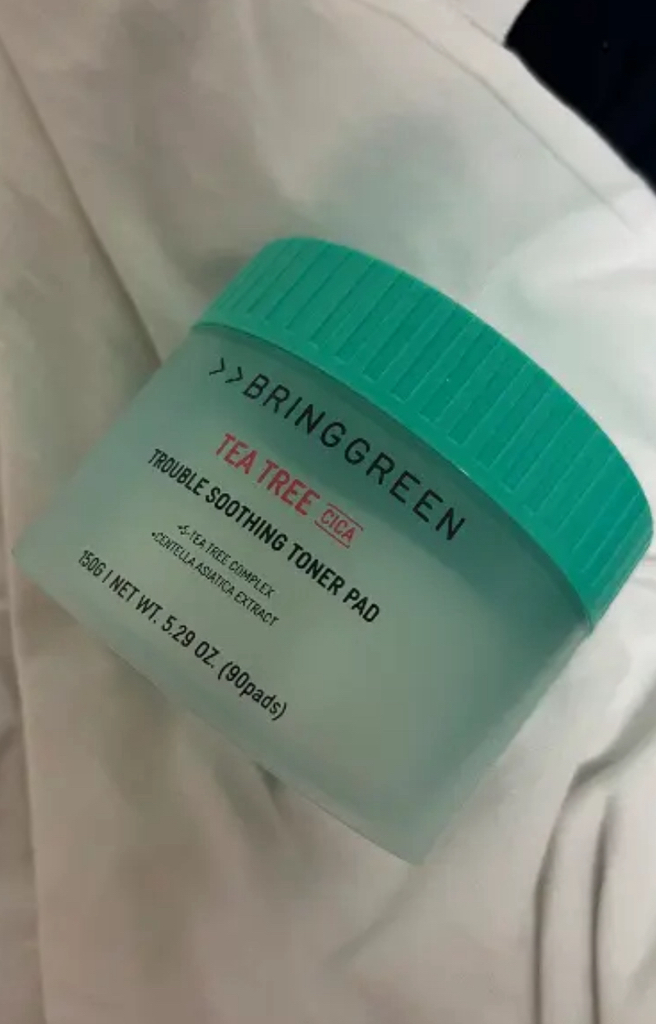 >>BRINGGREEN
TEA TREE CICA
TROUBLE SOOTHING TONER PAD
•5-TEA TREE COMPLEX
•CENTELLA ASIATICA EXTRACT
150G | NET WT. 5.29 OZ. (90pads)